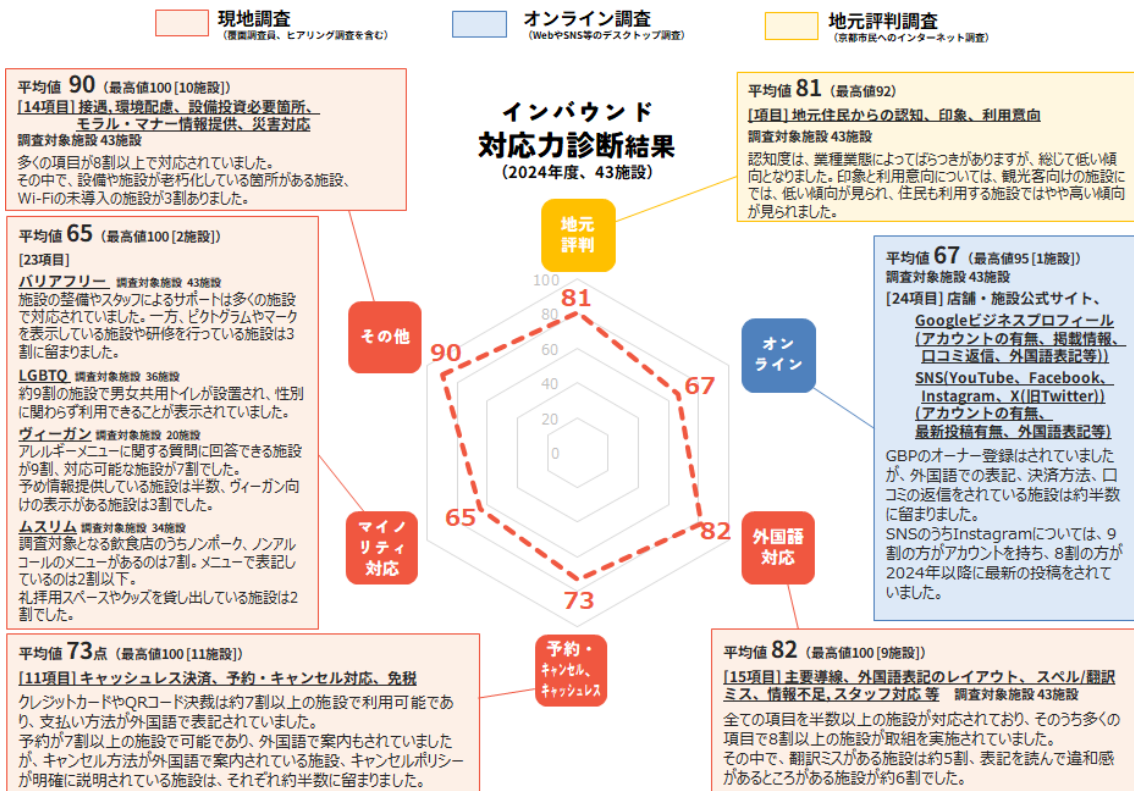 現地調査
（覆面調査員、ヒアリング調査を含む）
オンライン調査
（WebやSNS等のデスクトップ調査）
地元評判調査
（京都市民へのインターネット調査）
平均値 90 （最高値100 [10施設]）
[14項目] 接遇, 環境配慮、設備投資必要箇所、
モラル・マナー情報提供、災害対応
調査対象施設 43施設
多くの項目が8割以上で対応されていました。
その中で、設備や施設が老朽化している箇所がある施設、
Wi-Fiの未導入の施設が3割ありました。
インバウンド
対応力診断結果
（2024年度、43施設）
平均値 81 （最高値92）
[項目] 地元住民からの認知、印象、利用意向
調査対象施設 43施設
認知度は、業種業態によってばらつきがありますが、総じて低い傾
向となりました。印象と利用意向については、観光客向けの施設に
では、低い傾向が見られ、住民も利用する施設ではやや高い傾向
が見られました。
平均値 65 （最高値100 [2施設]）
[23項目]
バリアフリー 調査対象施設 43施設
施設の整備やスタッフによるサポートは多くの施設
で対応されていました。一方、ピクトグラムやマーク
を表示している施設や研修を行っている施設は3
割に留まりました。
LGBTQ 調査対象施設 36施設
約9割の施設で男女共用トイレが設置され、性別
に関わらず利用できることが表示されていました。
ヴィーガン 調査対象施設 20施設
アレルギーメニューに関する質問に回答できる施設
が9割、対応可能な施設が7割でした。
予め情報提供している施設は半数、ヴィーガン向
けの表示がある施設は3割でした。
ムスリム 調査対象施設 34施設
調査対象となる飲食店のうちノンポーク、ノンアル
コールのメニューがあるのは7割。メニューで表記し
ているのは2割以下。
礼拝用スペースやグッズを貸し出している施設は2
割でした。
地元
評判
100
80
60
40
20
0
81
67
82
73
65
90
その他
オン
ライン
マイノ
リティ
対応
外国語
対応
予約・
キャンセル、
キャッシュレス
平均値 67 （最高値95 [1施設]）
調査対象施設 43施設
[24項目] 店舗・施設公式サイト、
Googleビジネスプロフィール
(アカウントの有無、掲載情報、
口コミ返信、外国語表記等))
SNS(YouTube、Facebook、
Instagram、X(旧Twitter))
(アカウントの有無、
最新投稿有無、外国語表記等)
GBPのオーナー登録はされていました
が、外国語での表記、決済方法、口
コミの返信をされている施設は約半数
に留まりました。
SNSのうちInstagramについては、9
割の方がアカウントを持ち、8割の方が
2024年以降に最新の投稿をされて
いました。
平均値 73点 （最高値100 [11施設]）
[11項目] キャッシュレス決済、予約・キャンセル対応、免税
クレジットカードやQRコード決裁は約7割以上の施設で利用可能であ
り、支払い方法が外国語で表記されていました。
予約が7割以上の施設で可能であり、外国語で案内もされていました
が、キャンセル方法が外国語で案内されている施設、キャンセルポリシー
が明確に説明されている施設は、それぞれ約半数に留まりました。
平均値 82 （最高値100 [9施設]）
[15項目] 主要導線、外国語表記のレイアウト、スペル/翻訳
ミス、情報不足, スタッフ対応 等 調査対象施設 43施設
全ての項目を半数以上の施設が対応されており、そのうち多くの
項目で8割以上の施設が取組を実施されていました。
その中で、翻訳ミスがある施設は約5割、表記を読んで違和感
があるところがある施設が約6割でした。